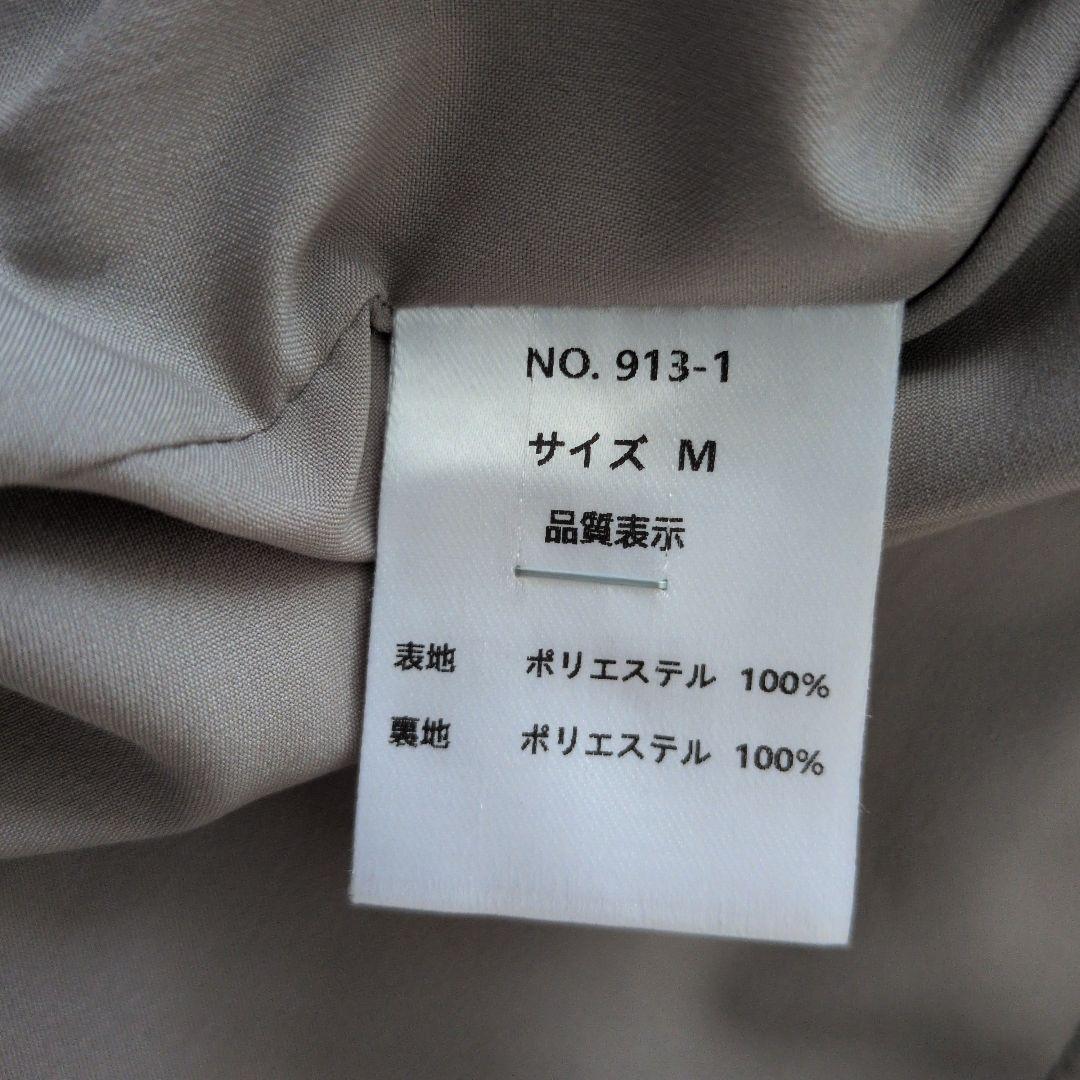 NO. 913-1
サイズ M
品質表示
表地 ポリエステル 100%
裏地 ポリエステル 100%